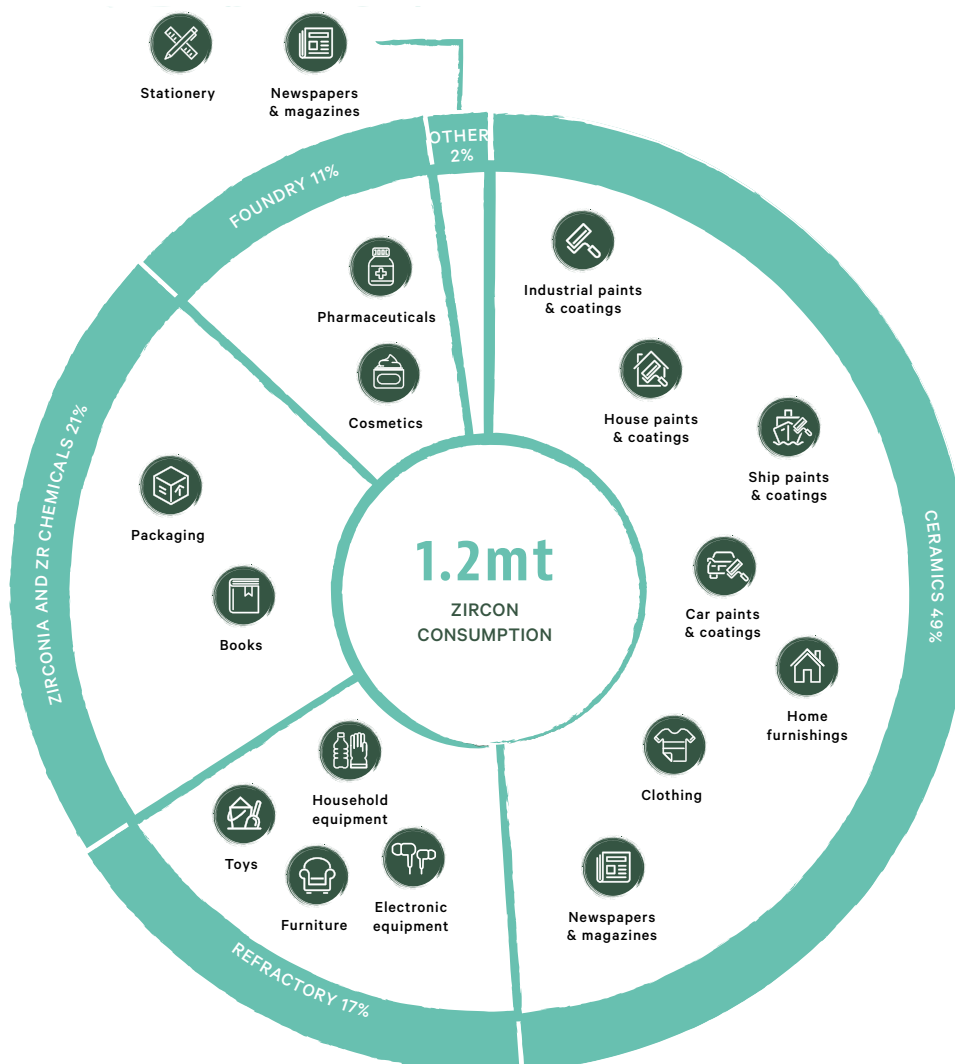 Stationery
Newspapers
& magazines
OTHER
2%
FOUNDRY 11%
Pharmaceuticals
Cosmetics
Industrial paints
& coatings
House paints
& coatings
Ship paints
& coatings
Car paints
& coatings
Home
furnishings
Clothing
Newspapers
& magazines
CERAMICS 49%
ZIRCONIA AND ZR CHEMICALS 21%
Packaging
Books
1.2mt
ZIRCON
CONSUMPTION
Household
equipment
Toys
Furniture
Electronic
equipment
REFRACTORY 17%